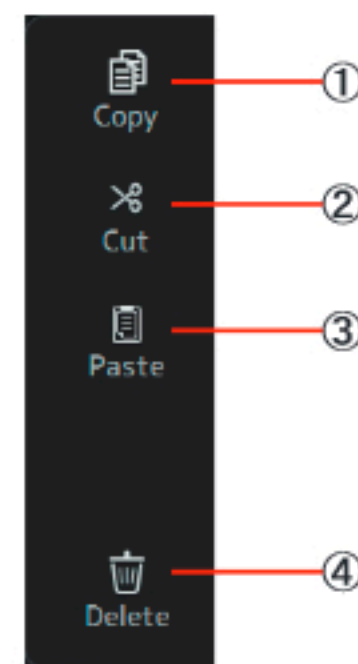 Copy ①
Cut ②
Paste ③
Delete ④